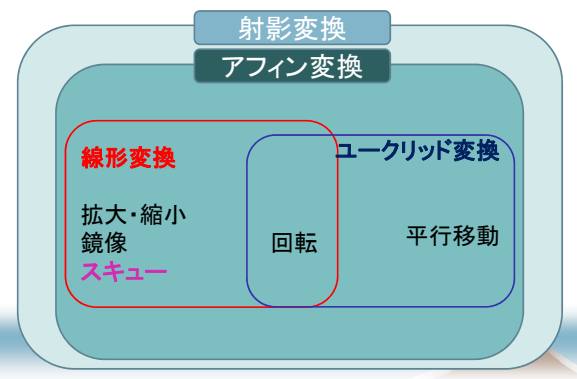 射影変換
アフィン変換
線形変換
ユークリッド変換
拡大・縮小
鏡像
スキュー
回転
平行移動